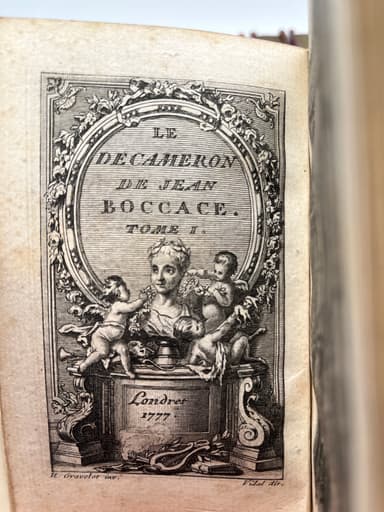 LE
DECAMERON
DE JEAN
BOCCACE.
TOME I.
Londres
1777.
H. Gravelot inv.
Vidal dir.